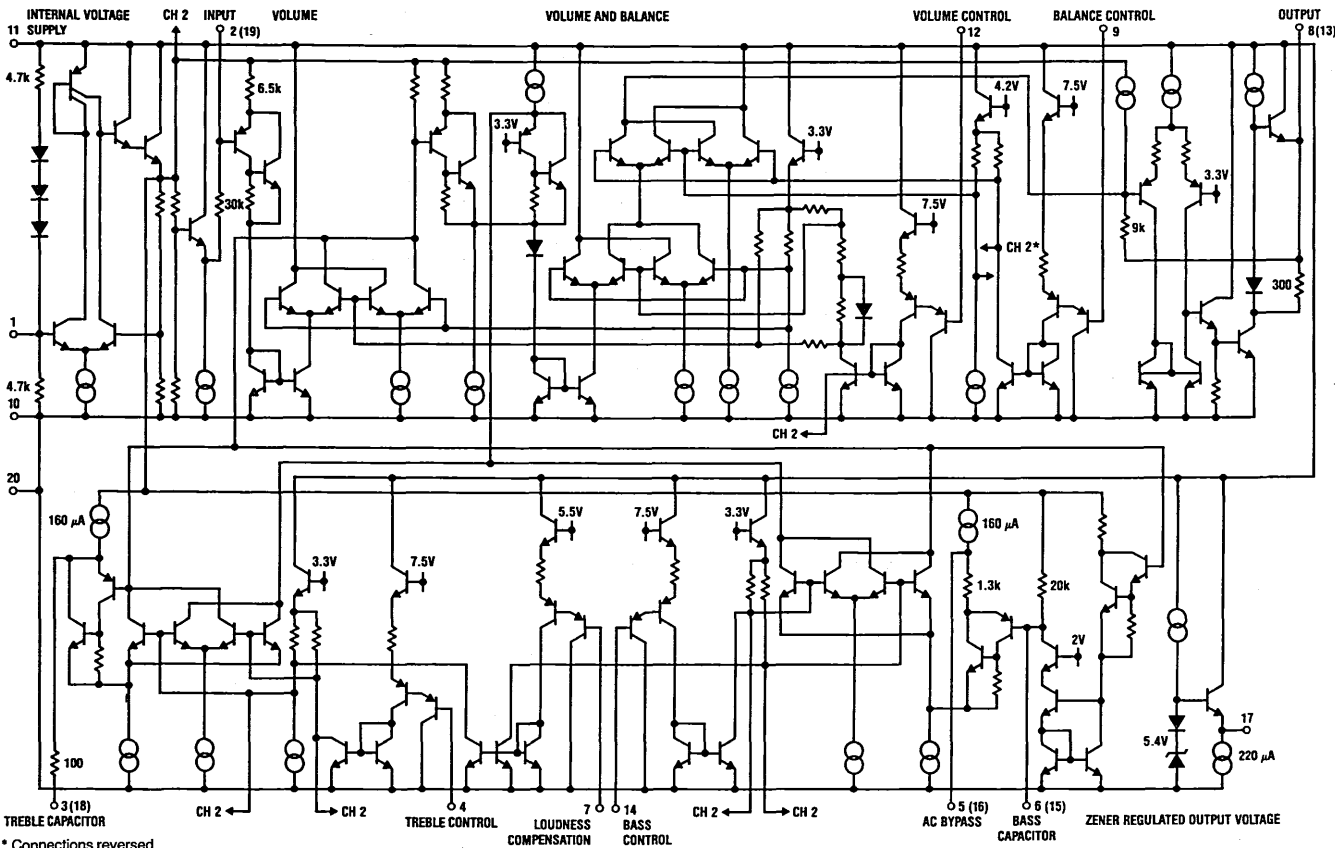 INTERNAL VOLTAGE SUPPLY
CH 2
INPUT
VOLUME
VOLUME AND BALANCE
VOLUME CONTROL
BALANCE CONTROL
OUTPUT
11
2 (19)
12
9
8 (13)
4.7k
6.5k
4.2V
7.5V
3.3V
3.3V
3.3V
30k
7.5V
9k
CH 2*
300
1
4.7k
10
CH 2
20
160 μA
5.5V
7.5V
3.3V
160 μA
3.3V
7.5V
1.3k
20k
2V
17
5.4V
220 μA
100
3 (18)
CH 2
CH 2
4
7
14
CH 2
CH 2
5 (16)
6 (15)
TREBLE CAPACITOR
TREBLE CONTROL
LOUDNESS COMPENSATION
BASS CONTROL
AC BYPASS
BASS CAPACITOR
ZENER REGULATED OUTPUT VOLTAGE
* Connections reversed